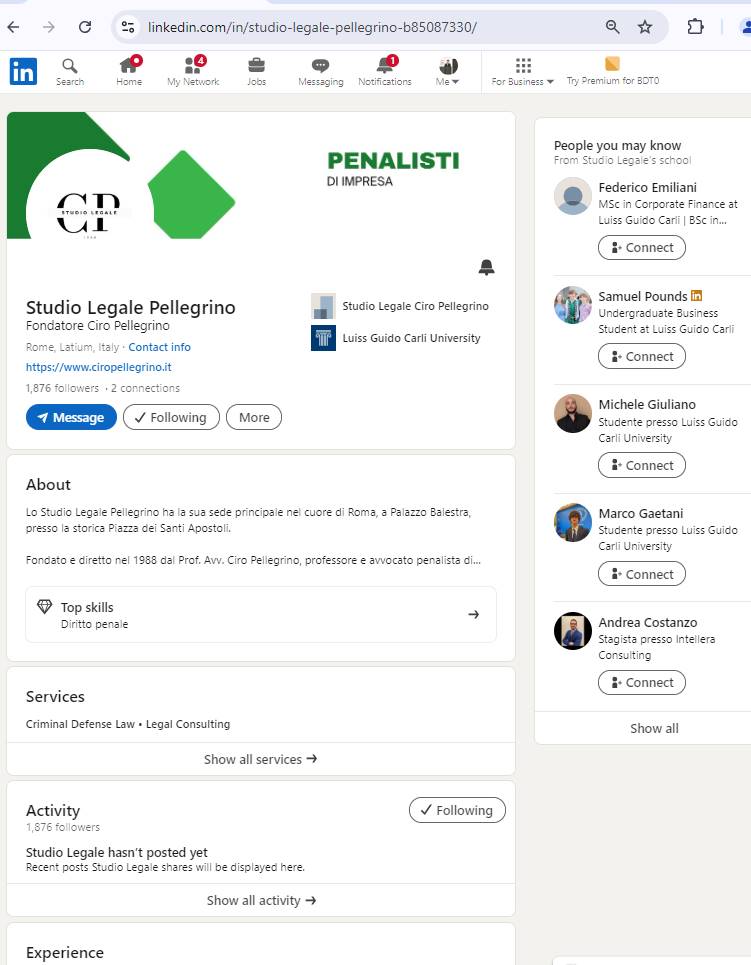 linkedin.com/in/studio-legale-pellegrino-b85087330/
in
Search
Home
4
My Network
Jobs
Messaging
1
Notifications
Me
For Business
Try Premium for BDT0
CP
STUDIO LEGALE
PENALISTI
DI IMPRESA
Studio Legale Pellegrino
Fondatore Ciro Pellegrino
Rome, Latium, Italy · Contact info
https://www.ciropellegrino.it
1,876 followers · 2 connections
Studio Legale Ciro Pellegrino
Luiss Guido Carli University
Message
Following
More
About
Lo Studio Legale Pellegrino ha la sua sede principale nel cuore di Roma, a Palazzo Balestra,
presso la storica Piazza dei Santi Apostoli.
Fondato e diretto nel 1988 dal Prof. Avv. Ciro Pellegrino, professore e avvocato penalista di...
Top skills
Diritto penale
Services
Criminal Defense Law • Legal Consulting
Show all services
Activity
1,876 followers
Following
Studio Legale hasn’t posted yet
Recent posts Studio Legale shares will be displayed here.
Show all activity
Experience
People you may know
From Studio Legale's school
Federico Emiliani
MSc in Corporate Finance at
Luiss Guido Carli | BSc in...
Connect
Samuel Pounds in
Undergraduate Business
Student at Luiss Guido Carli
Connect
Michele Giuliano
Studente presso Luiss Guido
Carli University
Connect
Marco Gaetani
Studente presso Luiss Guido
Carli University
Connect
Andrea Costanzo
Stagista presso Intellera
Consulting
Connect
Show all